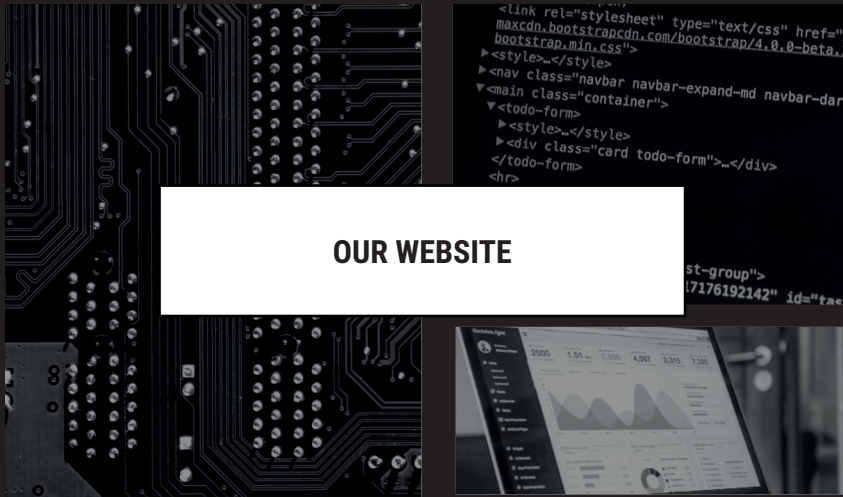 <link rel="stylesheet" type="text/css" href="
maxcdn.bootstrapcdn.com/bootstrap/4.0.0-beta.
bootstrap.min.css">
<style>…</style>
<nav class="navbar navbar-expand-md navbar-dar
<main class="container">
<todo-form>
<style>…</style>
<div class="card todo-form">…</div>
</todo-form>
<hr>
OUR WEBSITE
st-group">
17176192142" id="tas
2500
1.51
4,567
2,315
7,325